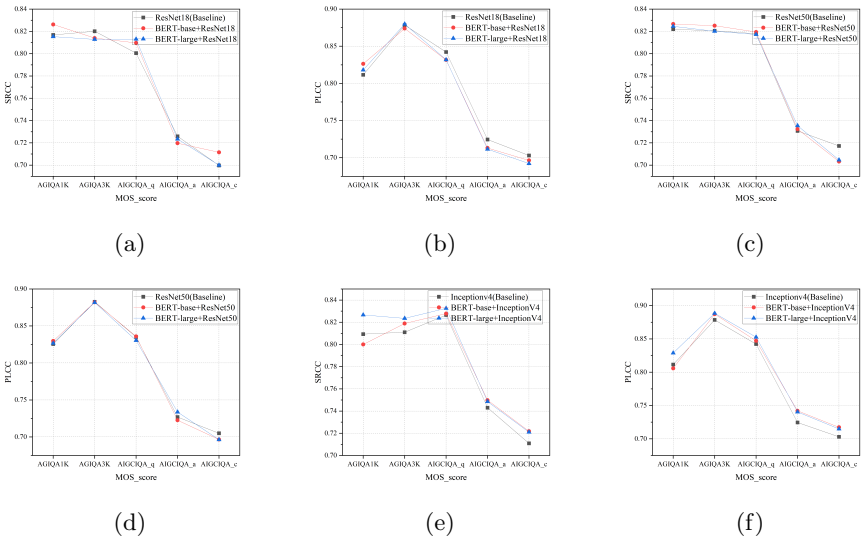 0.84
0.82
0.80
0.78
0.76
0.74
0.72
0.70
SRCC
ResNet18(Baseline)
BERT-base+ResNet18
BERT-large+ResNet18
AGIQA1K AGIQA3K AIGCIQA_q AIGCIQA_a AIGCIQA_c
MOS_score
(a)
0.90
0.85
0.80
0.75
0.70
PLCC
ResNet18(Baseline)
BERT-base+ResNet18
BERT-large+ResNet18
AGIQA1K AGIQA3K AIGCIQA_q AIGCIQA_a AIGCIQA_c
MOS_score
(b)
0.84
0.82
0.80
0.78
0.76
0.74
0.72
0.70
SRCC
ResNet50(Baseline)
BERT-base+ResNet50
BERT-large+ResNet50
AGIQA1K AGIQA3K AIGCIQA_q AIGCIQA_a AIGCIQA_c
MOS_score
(c)
0.90
0.85
0.80
0.75
0.70
PLCC
ResNet50(Baseline)
BERT-base+ResNet50
BERT-large+ResNet50
AGIQA1K AGIQA3K AIGCIQA_q AIGCIQA_a AIGCIQA_c
MOS_score
(d)
0.84
0.82
0.80
0.78
0.76
0.74
0.72
0.70
SRCC
Inceptionv4(Baseline)
BERT-base+InceptionV4
BERT-large+InceptionV4
AGIQA1K AGIQA3K AIGCIQA_q AIGCIQA_a AIGCIQA_c
MOS_score
(e)
0.90
0.85
0.80
0.75
0.70
PLCC
Inceptionv4(Baseline)
BERT-base+InceptionV4
BERT-large+InceptionV4
AGIQA1K AGIQA3K AIGCIQA_q AIGCIQA_a AIGCIQA_c
MOS_score
(f)